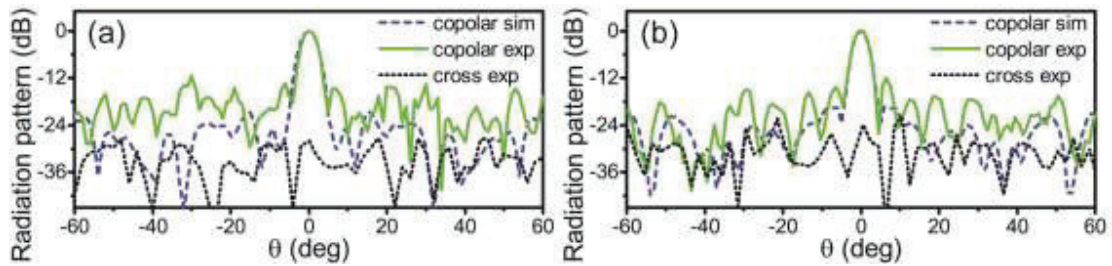 Radiation pattern (dB)
0
-12
-24
-36
(a)
copolar sim
copolar exp
cross exp
-60 -40 -20 0 20 40 60
θ (deg)
Radiation pattern (dB)
0
-12
-24
-36
(b)
copolar sim
copolar exp
cross exp
-60 -40 -20 0 20 40 60
θ (deg)